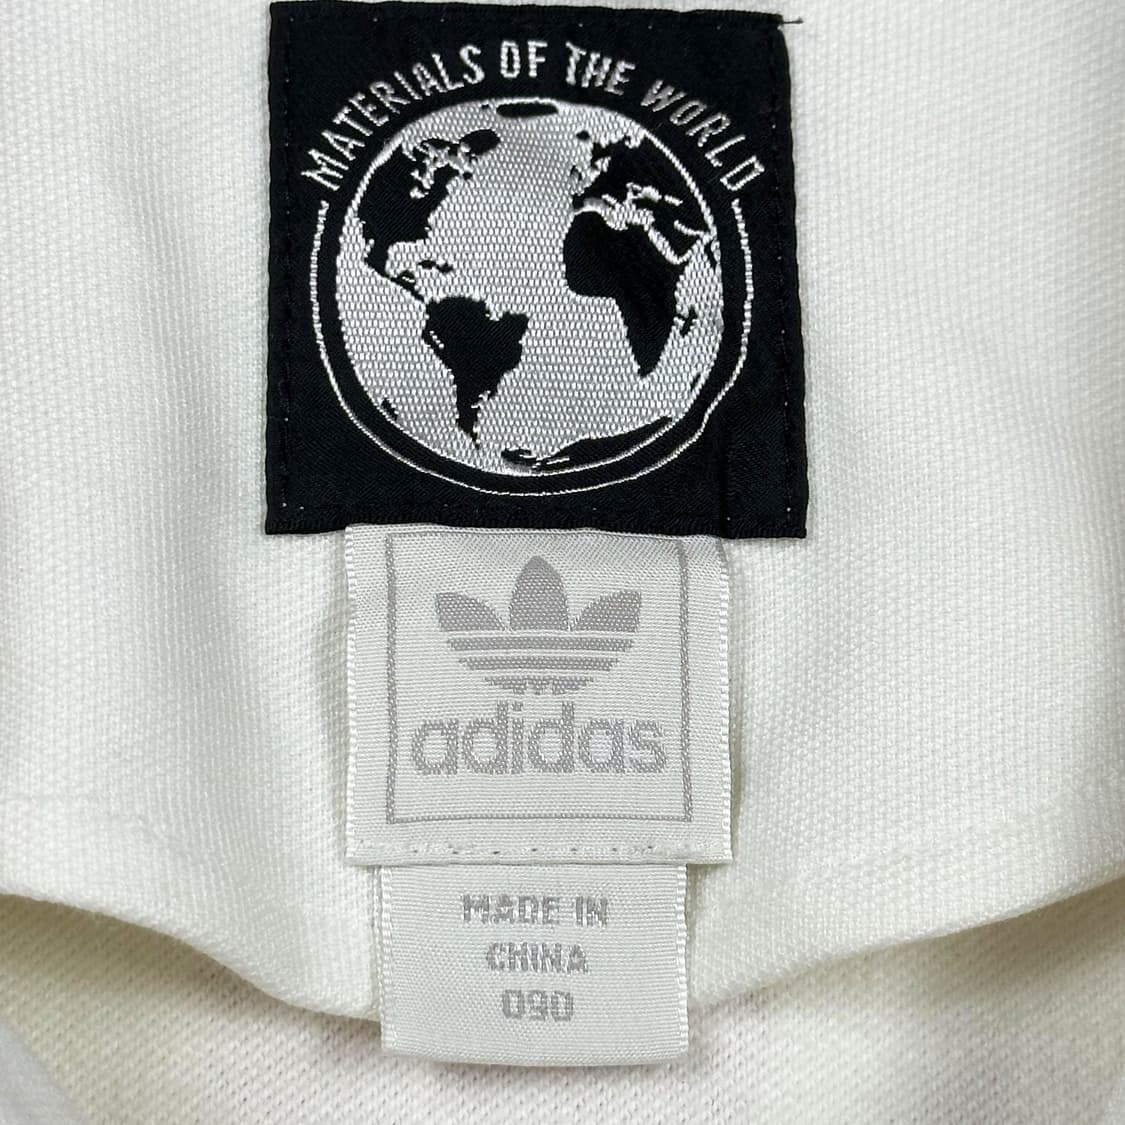 MATERIALS OF THE WORLD
adidas
MADE IN
CHINA
090